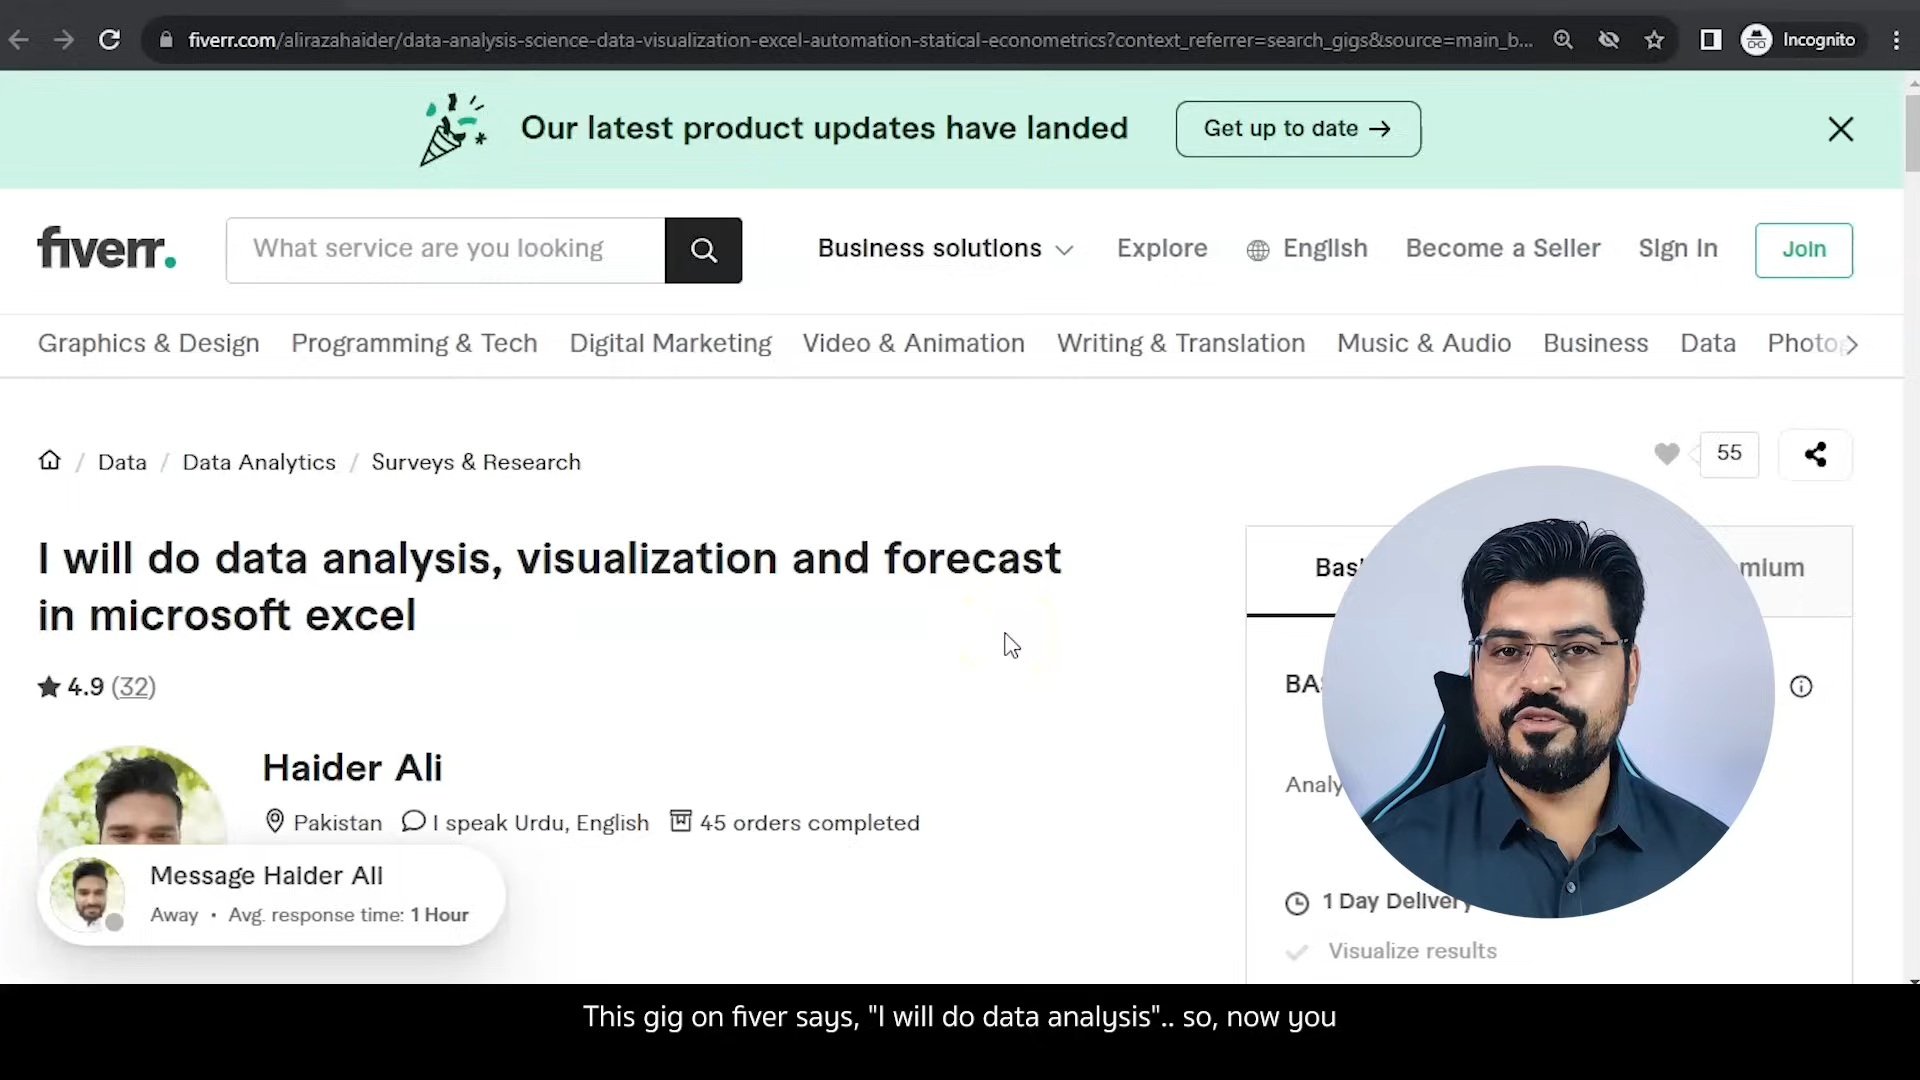 fiverr.com/alirazahaider/data-analysis-science-data-visualization-excel-automation-statical-econometrics?context_referrer=search_gigs&source=main_b...
Incognito
Our latest product updates have landed
Get up to date →
fiverr.
What service are you looking
Business solutions
Explore
English
Become a Seller
Sign In
Join
Graphics & Design
Programming & Tech
Digital Marketing
Video & Animation
Writing & Translation
Music & Audio
Business
Data
Photog
/ Data / Data Analytics / Surveys & Research
55
I will do data analysis, visualization and forecast
in microsoft excel
4.9 (32)
Haider Ali
Pakistan
I speak Urdu, English
45 orders completed
Message Haider Ali
Away • Avg. response time: 1 Hour
Bas
mium
BA
Analy
1 Day Delivery
Visualize results
This gig on fiver says, "I will do data analysis".. so, now you